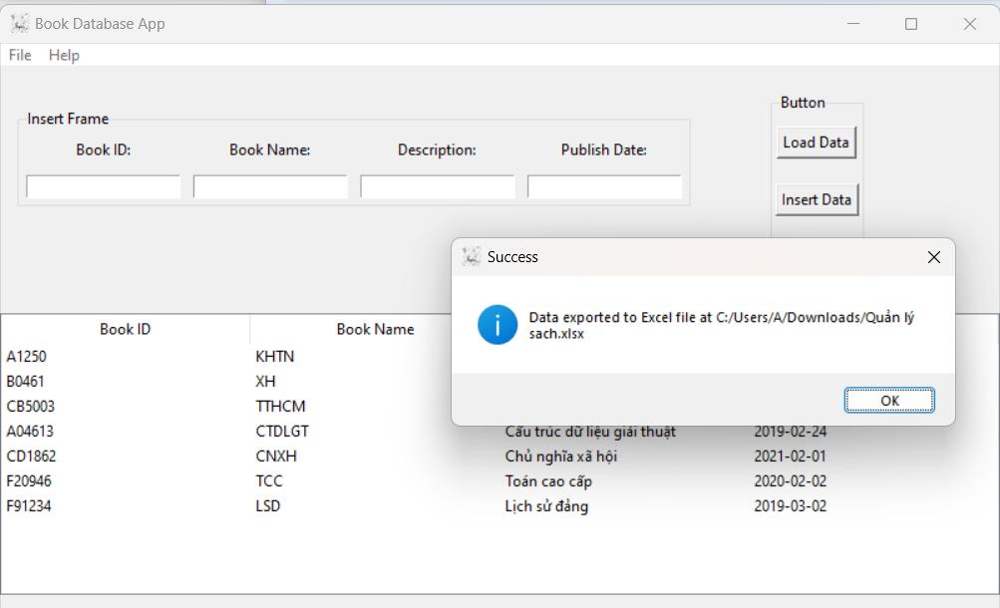 Book Database App
File Help
Insert Frame
Book ID: Book Name: Description: Publish Date:
Button
Load Data
Insert Data
Success
Data exported to Excel file at C:/Users/A/Downloads/Quản lý
sach.xlsx
OK
Book ID Book Name
A1250 KHTN
B0461 XH
CB5003 TTHCM
A04613 CTDLGT Cấu trúc dữ liệu giải thuật 2019-02-24
CD1862 CNXH Chủ nghĩa xã hội 2021-02-01
F20946 TCC Toán cao cấp 2020-02-02
F91234 LSD Lịch sử đảng 2019-03-02